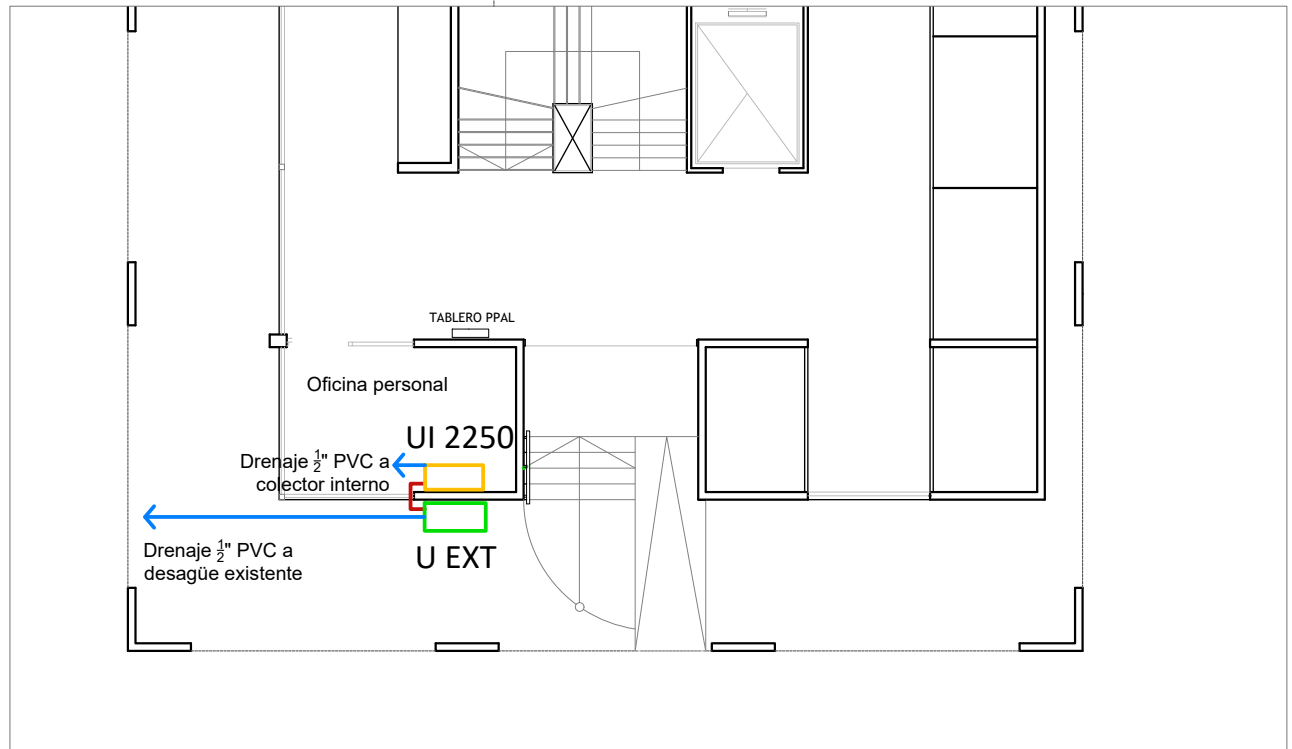 TABLERO PPAL
Oficina personal
UI 2250
Drenaje ½" PVC a
colector interno
U EXT
Drenaje ½" PVC a
desagüe existente